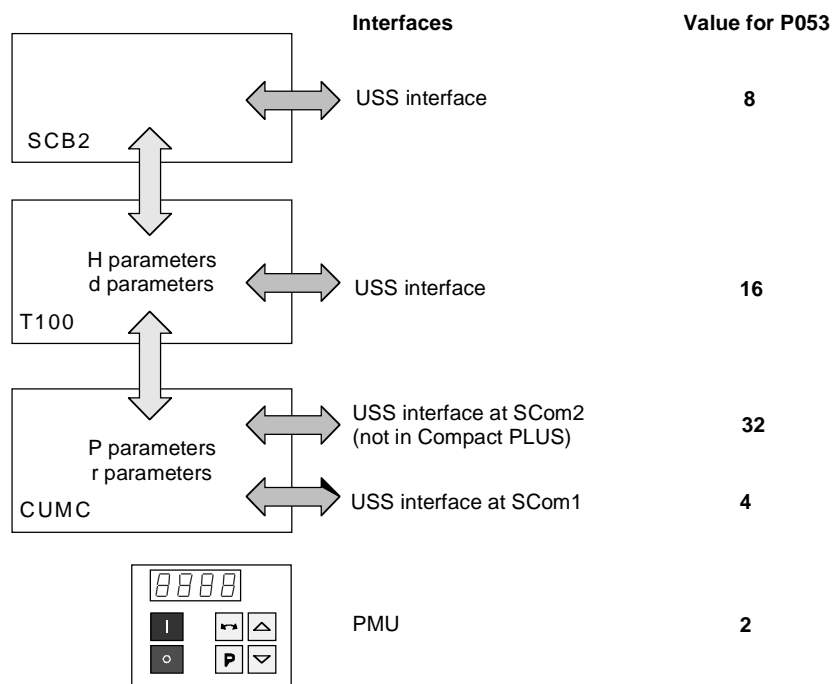 Interfaces Value for P053
USS interface 8
SCB2
H parameters
d parameters
USS interface 16
T100
USS interface at SCom2
(not in Compact PLUS) 32
P parameters
r parameters
USS interface at SCom1 4
CUMC
8888
I
O
P
PMU 2